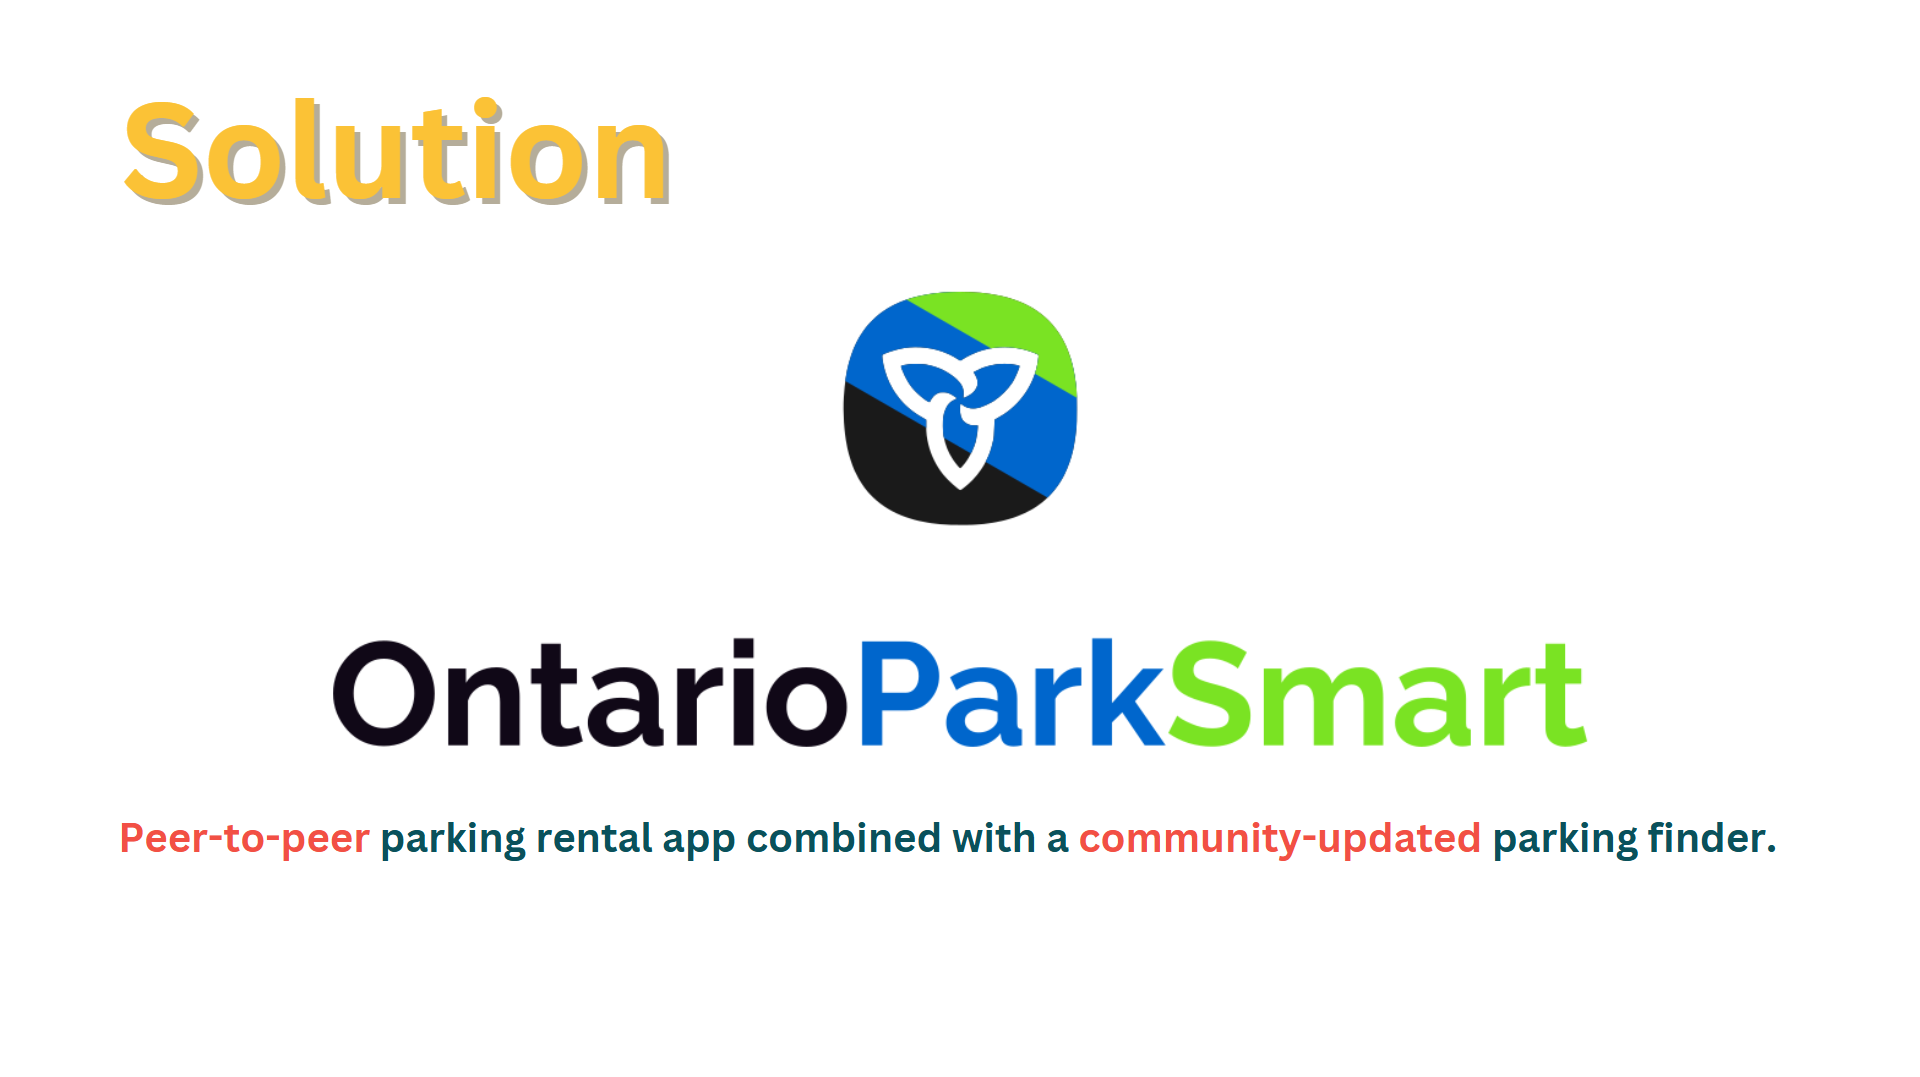 Solution
OntarioParkSmart
Peer-to-peer parking rental app combined with a community-updated parking finder.